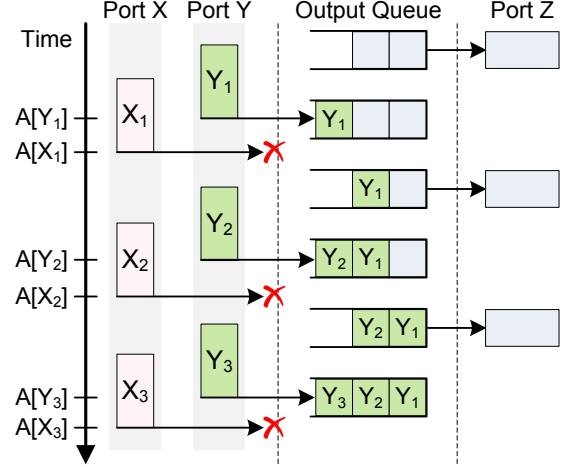 Port X Port Y Output Queue Port Z
Time
Y₁
X₁
A[Y₁] Y₁
A[X₁]
Y₁
Y₂
X₂
A[Y₂] Y₂ Y₁
A[X₂]
Y₂ Y₁
Y₃
X₃
A[Y₃] Y₃ Y₂ Y₁
A[X₃]